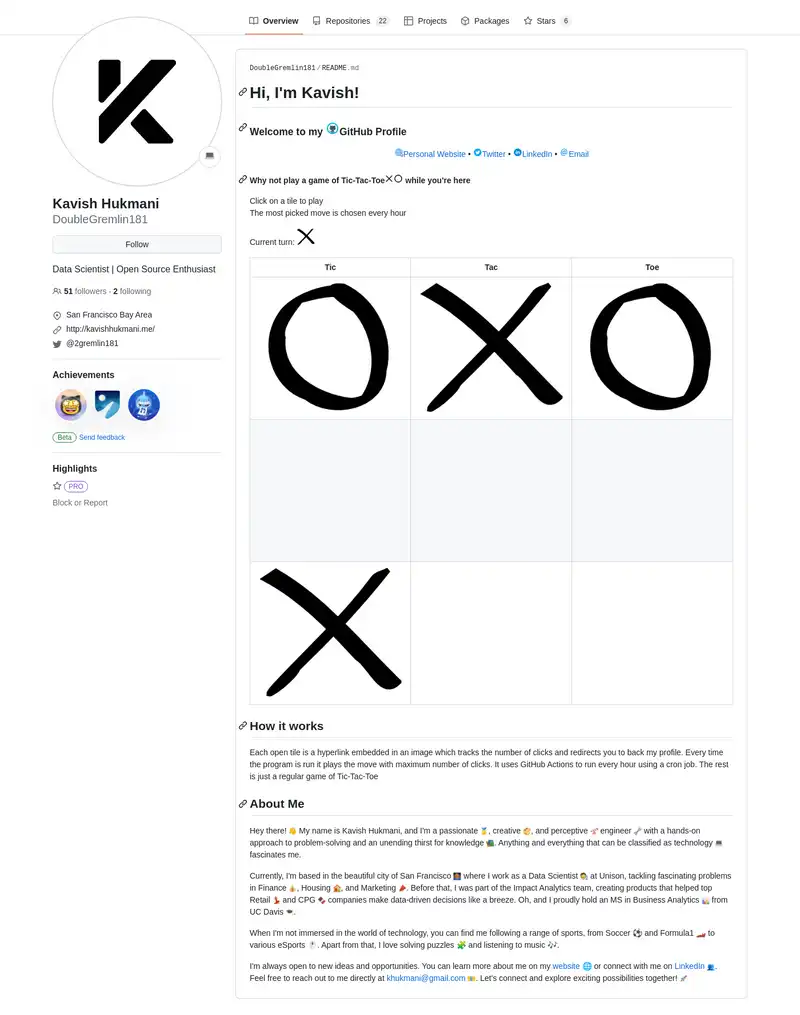 Overview
Repositories 22
Projects
Packages
Stars 6
Kavish Hukmani
DoubleGremlin181
Follow
Data Scientist | Open Source Enthusiast
51 followers · 2 following
San Francisco Bay Area
http://kavishhukmani.me/
@2gremlin181
Achievements
Beta Send feedback
Highlights
PRO
Block or Report
DoubleGremlin181/README.md
Hi, I'm Kavish!
Welcome to my GitHub Profile
Personal Website • Twitter • LinkedIn • Email
Why not play a game of Tic-Tac-Toe while you're here
Click on a tile to play
The most picked move is chosen every hour
Current turn:
Tic Tac Toe
How it works
Each open tile is a hyperlink embedded in an image which tracks the number of clicks and redirects you to back my profile. Every time
the program is run it plays the move with maximum number of clicks. It uses GitHub Actions to run every hour using a cron job. The rest
is just a regular game of Tic-Tac-Toe
About Me
Hey there! My name is Kavish Hukmani, and I'm a passionate , creative , and perceptive engineer with a hands-on
approach to problem-solving and an unending thirst for knowledge . Anything and everything that can be classified as technology
fascinates me.
Currently, I'm based in the beautiful city of San Francisco where I work as a Data Scientist at Unison, tackling fascinating problems
in Finance , Housing , and Marketing . Before that, I was part of the Impact Analytics team, creating products that helped top
Retail and CPG companies make data-driven decisions like a breeze. Oh, and I proudly hold an MS in Business Analytics from
UC Davis .
When I'm not immersed in the world of technology, you can find me following a range of sports, from Soccer and Formula1 to
various eSports . Apart from that, I love solving puzzles and listening to music .
I'm always open to new ideas and opportunities. You can learn more about me on my website or connect with me on LinkedIn .
Feel free to reach out to me directly at khukmani@gmail.com . Let's connect and explore exciting possibilities together!